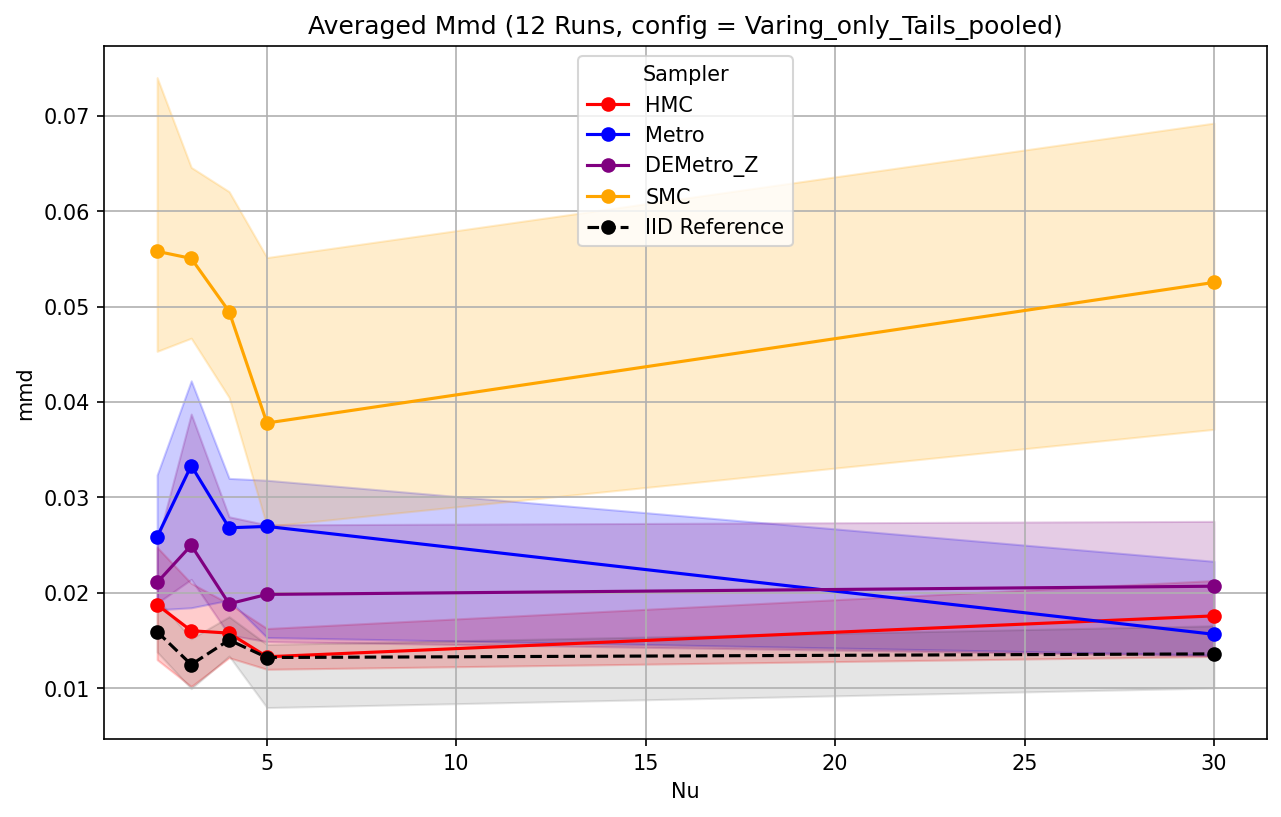 Averaged Mmd (12 Runs, config = Varing_only_Tails_pooled)
Sampler
HMC
Metro
DEMetro_Z
SMC
IID Reference
mmd
0.07
0.06
0.05
0.04
0.03
0.02
0.01
5
10
15
20
25
30
Nu